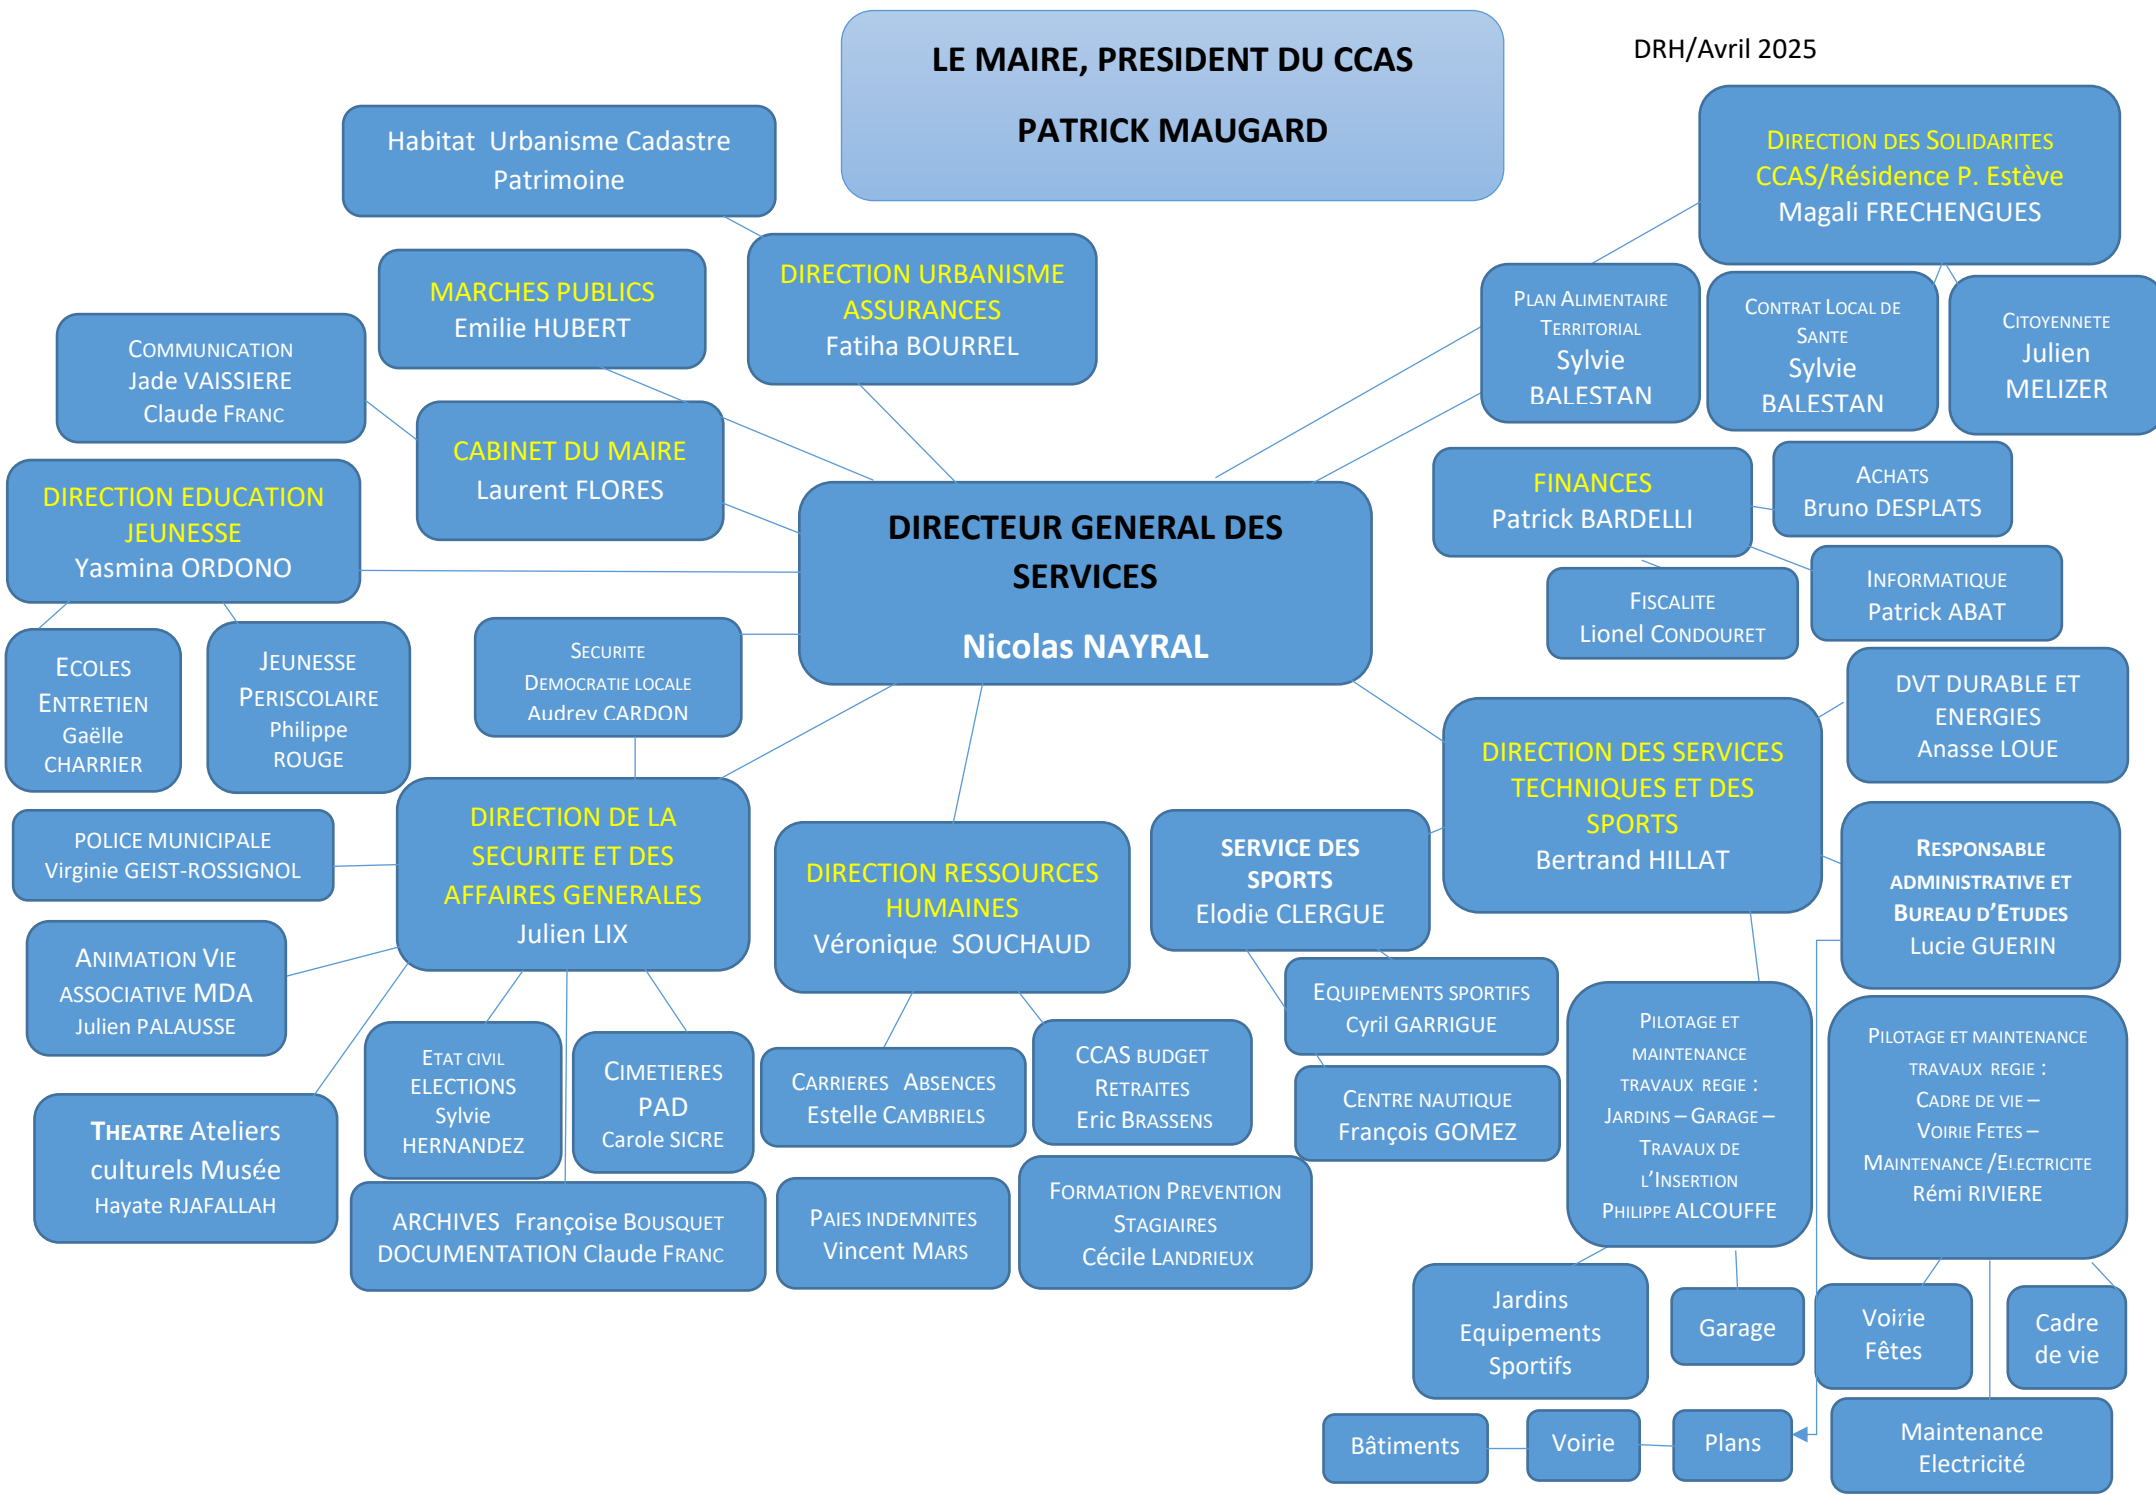 LE MAIRE, PRESIDENT DU CCAS
PATRICK MAUGARD
DRH/Avril 2025
Habitat Urbanisme Cadastre
Patrimoine
DIRECTION DES SOLIDARITES
CCAS/Résidence P. Estève
Magali FRECHENGUES
MARCHES PUBLICS
Emilie HUBERT
DIRECTION URBANISME
ASSURANCES
Fatiha BOURREL
PLAN ALIMENTAIRE
TERRITORIAL
Sylvie
BALESTAN
CONTRAT LOCAL DE
SANTE
Sylvie
BALESTAN
CITOYENNETE
Julien
MELIZER
COMMUNICATION
Jade VAISSIERE
Claude FRANC
CABINET DU MAIRE
Laurent FLORES
DIRECTION EDUCATION
JEUNESSE
Yasmina ORDONO
DIRECTEUR GENERAL DES
SERVICES
Nicolas NAYRAL
FINANCES
Patrick BARDELLI
ACHATS
Bruno DESPLATS
INFORMATIQUE
Patrick ABAT
FISCALITE
Lionel CONDOURET
ECOLES
ENTRETIEN
Gaëlle
CHARRIER
JEUNESSE
PERISCOLAIRE
Philippe
ROUGE
SECURITE
DEMOCRATIE LOCALE
Audrey CARDON
DVT DURABLE ET
ENERGIES
Anasse LOUE
DIRECTION DES SERVICES
TECHNIQUES ET DES
SPORTS
Bertrand HILLAT
POLICE MUNICIPALE
Virginie GEIST-ROSSIGNOL
DIRECTION DE LA
SECURITE ET DES
AFFAIRES GENERALES
Julien LIX
DIRECTION RESSOURCES
HUMAINES
Véronique SOUCHAUD
SERVICE DES
SPORTS
Elodie CLERGUE
RESPONSABLE
ADMINISTRATIVE ET
BUREAU D'ETUDES
Lucie GUERIN
ANIMATION VIE
ASSOCIATIVE MDA
Julien PALAUSSE
EQUIPEMENTS SPORTIFS
Cyril GARRIGUE
CENTRE NAUTIQUE
François GOMEZ
PILOTAGE ET
MAINTENANCE
TRAVAUX REGIE :
JARDINS – GARAGE –
TRAVAUX DE
L'INSERTION
PHILIPPE ALCOUFFE
PILOTAGE ET MAINTENANCE
TRAVAUX REGIE :
CADRE DE VIE –
VOIRIE FETES –
MAINTENANCE /ELECTRICITE
Rémi RIVIERE
THEATRE Ateliers
culturels Musée
Hayate RJAFALLAH
ETAT CIVIL
ELECTIONS
Sylvie
HERNANDEZ
CIMETIERES
PAD
Carole SICRE
CARRIERES ABSENCES
Estelle CAMBRIELS
CCAS BUDGET
RETRAITES
Eric BRASSENS
ARCHIVES Françoise BOUSQUET
DOCUMENTATION Claude FRANC
PAIES INDEMNITES
Vincent MARS
FORMATION PREVENTION
STAGIAIRES
Cécile LANDRIEUX
Jardins
Equipements
Sportifs
Garage
Voirie
Fêtes
Cadre
de vie
Bâtiments
Voirie
Plans
Maintenance
Electricité